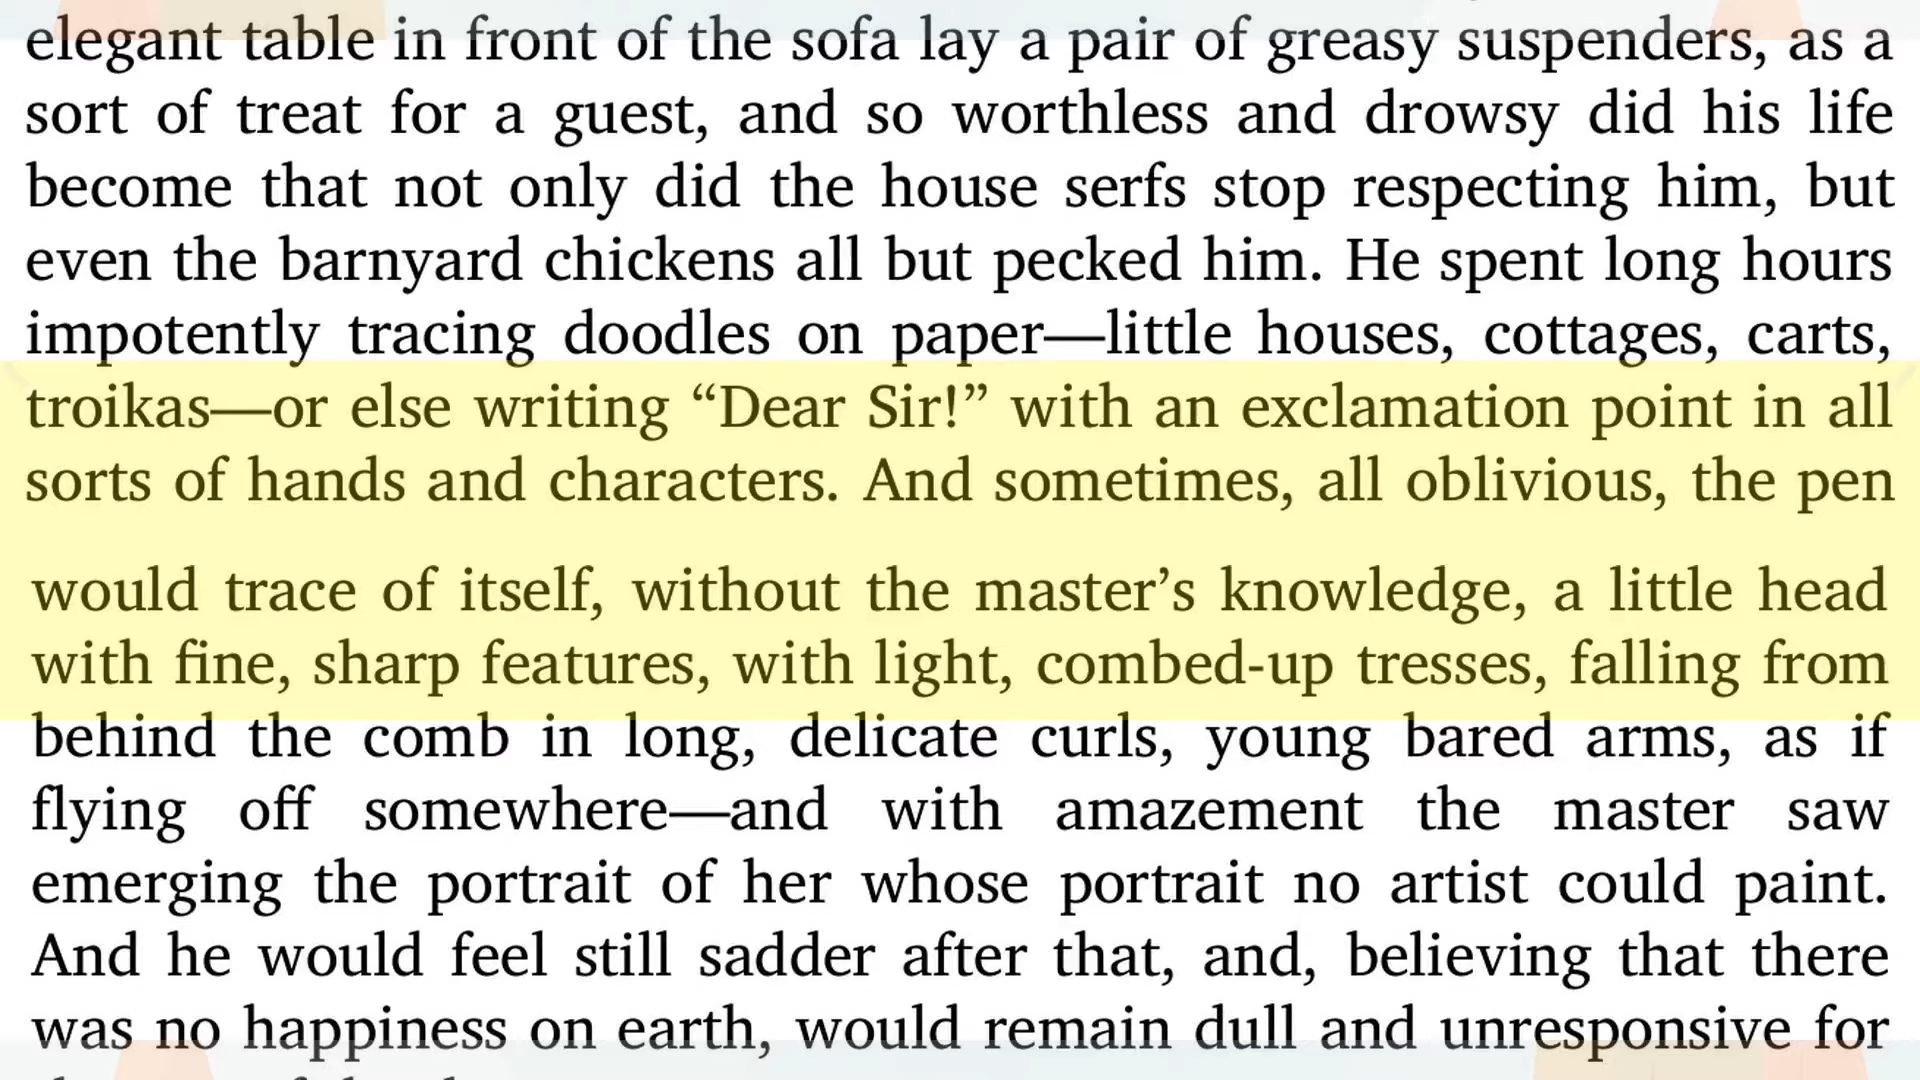 elegant table in front of the sofa lay a pair of greasy suspenders, as a
sort of treat for a guest, and so worthless and drowsy did his life
become that not only did the house serfs stop respecting him, but
even the barnyard chickens all but pecked him. He spent long hours
impotently tracing doodles on paper—little houses, cottages, carts,
troikas—or else writing “Dear Sir!” with an exclamation point in all
sorts of hands and characters. And sometimes, all oblivious, the pen
would trace of itself, without the master’s knowledge, a little head
with fine, sharp features, with light, combed-up tresses, falling from
behind the comb in long, delicate curls, young bared arms, as if
flying off somewhere—and with amazement the master saw
emerging the portrait of her whose portrait no artist could paint.
And he would feel still sadder after that, and, believing that there
was no happiness on earth, would remain dull and unresponsive for